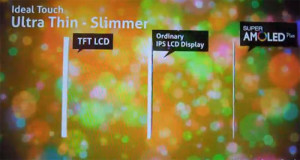 Ideal Touch
Ultra Thin - Slimmer
TFT LCD
Ordinary
IPS LCD Display
SUPER
AMOLED Plus